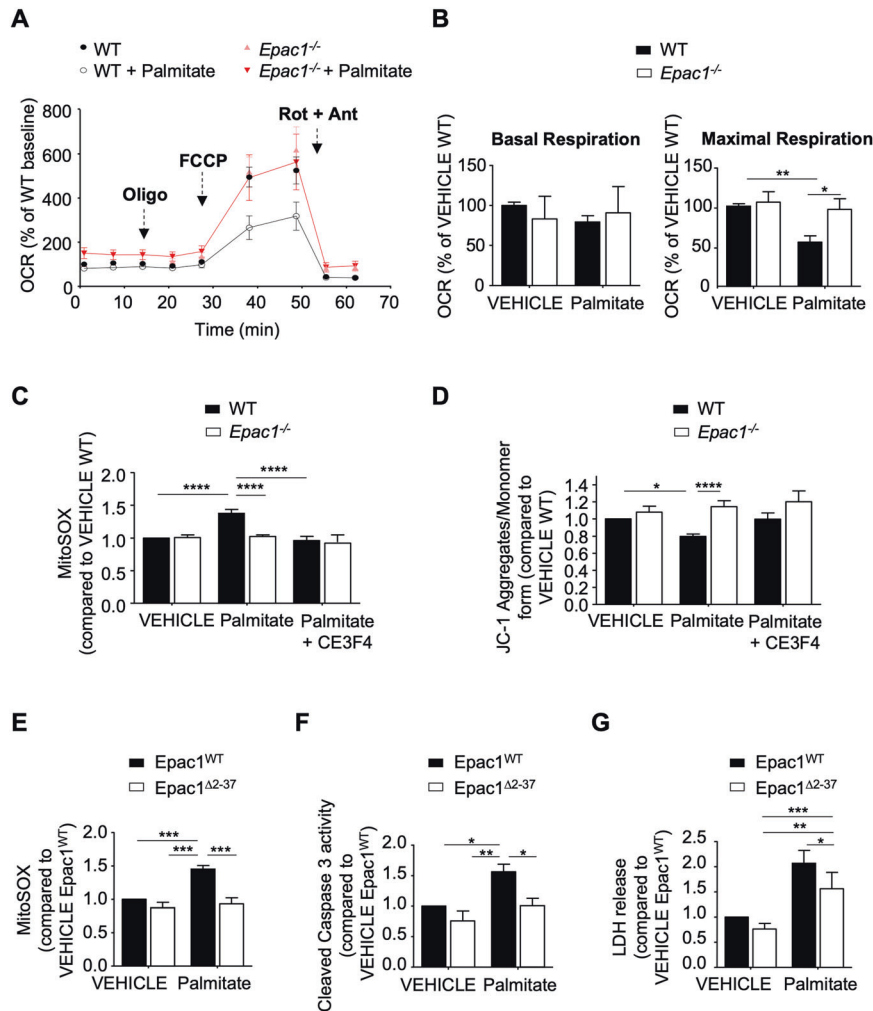 A
WT
Epac1-/-
WT + Palmitate
Epac1-/- + Palmitate
OCR (% of WT baseline)
800
600
400
200
0
Oligo
FCCP
Rot + Ant
0 10 20 30 40 50 60 70
Time (min)
B
WT
Epac1-/-
Basal Respiration
OCR (% of VEHICLE WT)
150
100
50
0
VEHICLE Palmitate
Maximal Respiration
OCR (% of VEHICLE WT)
150
100
50
0
**
*
VEHICLE Palmitate
C
WT
Epac1-/-
MitoSOX
(compared to VEHICLE WT)
2.0
1.5
1.0
0.5
0.0
****
****
****
VEHICLE Palmitate Palmitate
+ CE3F4
D
WT
Epac1-/-
JC-1 Aggregates/Monomer
form (compared to
VEHICLE WT)
1.2
1.0
0.8
0.6
0.4
0.2
0.0
*
****
VEHICLE Palmitate Palmitate
+ CE3F4
E
Epac1WT
Epac1Δ2-37
MitoSOX
(compared to
VEHICLE Epac1WT)
2.0
1.5
1.0
0.5
0.0
***
***
***
VEHICLE Palmitate
F
Epac1WT
Epac1Δ2-37
Cleaved Caspase 3 activity
(compared to
VEHICLE Epac1WT)
2.0
1.5
1.0
0.5
0.0
*
**
*
VEHICLE Palmitate
G
Epac1WT
Epac1Δ2-37
LDH release
(compared to
VEHICLE Epac1WT)
2.5
2.0
1.5
1.0
0.5
0.0
***
**
*
VEHICLE Palmitate